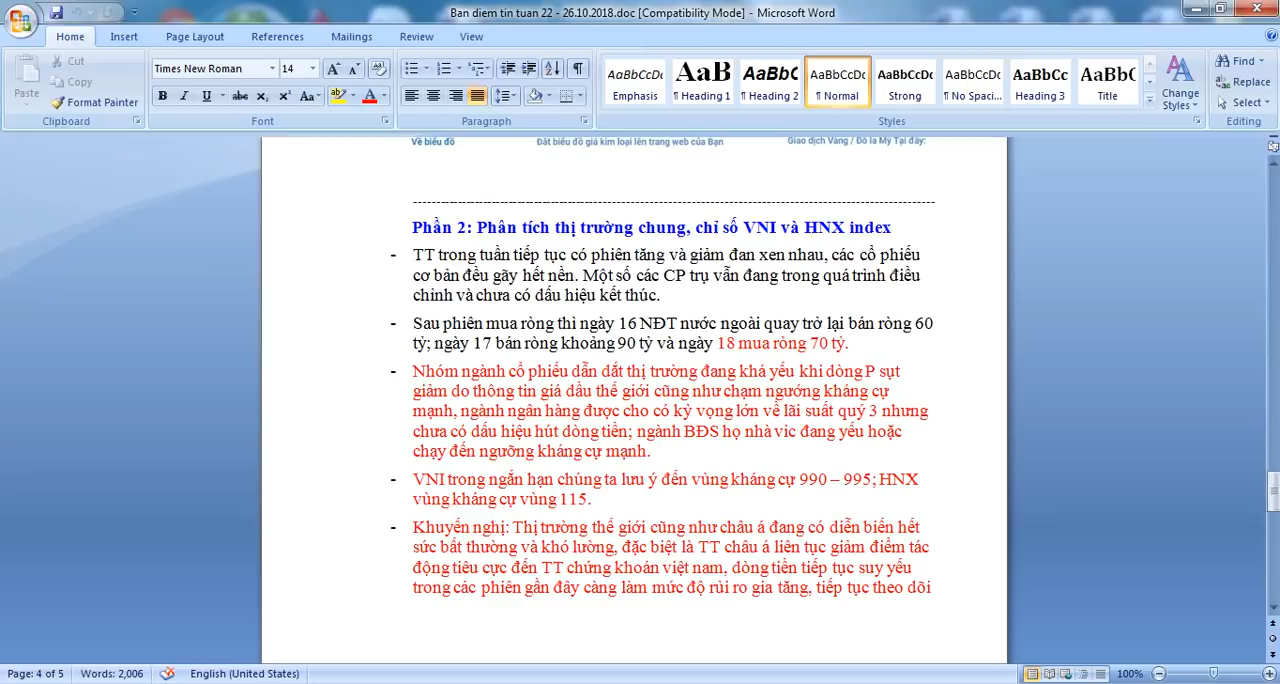 Ban diem tin tuan 22 - 26.10.2018.doc [Compatibility Mode] - Microsoft Word
Home Insert Page Layout References Mailings Review View
Paste Cut Copy Format Painter
Times New Roman 14
AaBbCcDc Emphasis AaB ¶ Heading 1 AaBbC ¶ Heading 2 AaBbCcDc ¶ Normal AaBbCcDc Strong AaBbCcDc ¶ No Spaci... AaBbCc Heading 3 AaBbC Title
Change Styles
Find Replace Select
Clipboard Font Paragraph Styles Editing
Về biểu đồ Đặt biểu đồ giá kim loại lên trang web của Bạn Giao dịch Vàng / Đô la Mỹ Tại đây:
Phần 2: Phân tích thị trường chung, chỉ số VNI và HNX index
- TT trong tuần tiếp tục có phiên tăng và giảm đan xen nhau, các cổ phiếu
cơ bản đều gãy hết nền. Một số các CP trụ vẫn đang trong quá trình điều
chỉnh và chưa có dấu hiệu kết thúc.
- Sau phiên mua ròng thì ngày 16 NĐT nước ngoài quay trở lại bán ròng 60
tỷ; ngày 17 bán ròng khoảng 90 tỷ và ngày 18 mua ròng 70 tỷ.
- Nhóm ngành cổ phiếu dẫn dắt thị trường đang khá yếu khi dòng P sụt
giảm do thông tin giá dầu thế giới cũng như chạm ngướng kháng cự
mạnh, ngành ngân hàng được cho có kỳ vọng lớn về lãi suất quý 3 nhưng
chưa có dấu hiệu hút dòng tiền; ngành BĐS họ nhà vic đang yếu hoặc
chạy đến ngưỡng kháng cự mạnh.
- VNI trong ngắn hạn chúng ta lưu ý đến vùng kháng cự 990 – 995; HNX
vùng kháng cự vùng 115.
- Khuyến nghị: Thị trường thế giới cũng như châu á đang có diễn biến hết
sức bất thường và khó lường, đặc biệt là TT châu á liên tục giảm điểm tác
động tiêu cực đến TT chứng khoán việt nam, dòng tiền tiếp tục suy yếu
trong các phiên gần đây càng làm mức độ rủi ro gia tăng, tiếp tục theo dõi
Page: 4 of 5 Words: 2,006 English (United States) 100%